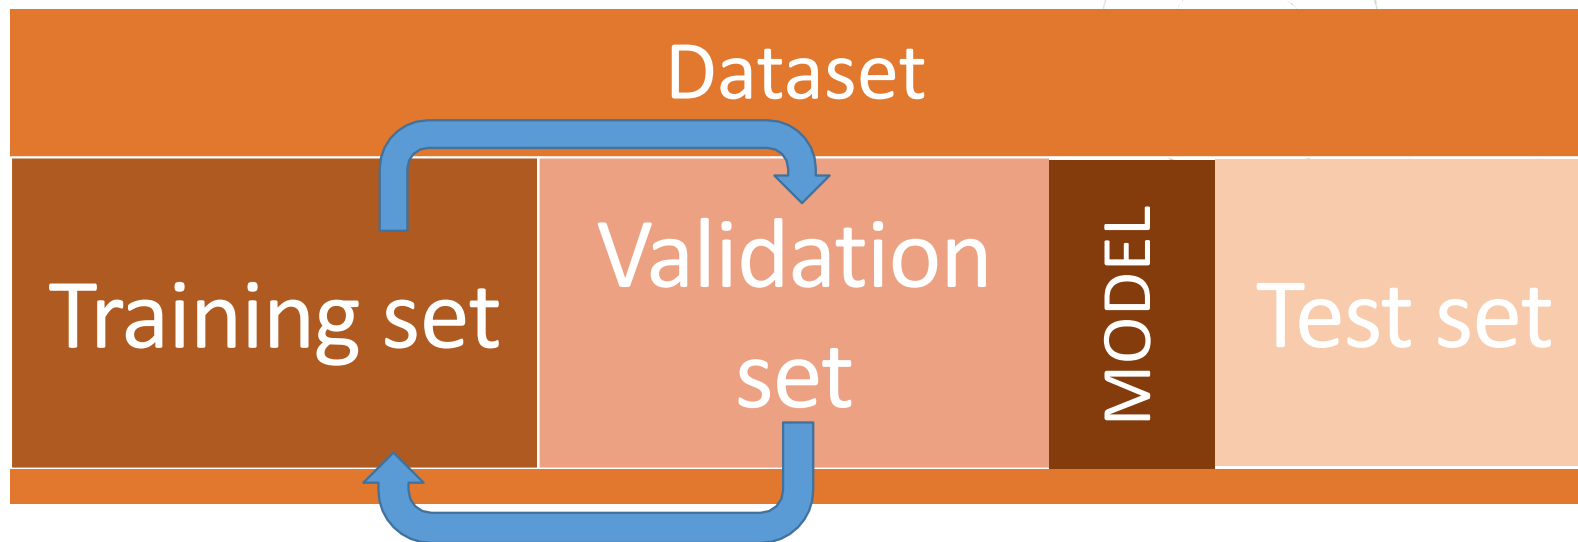 Dataset
Training set
Validation
set
MODEL
Test set